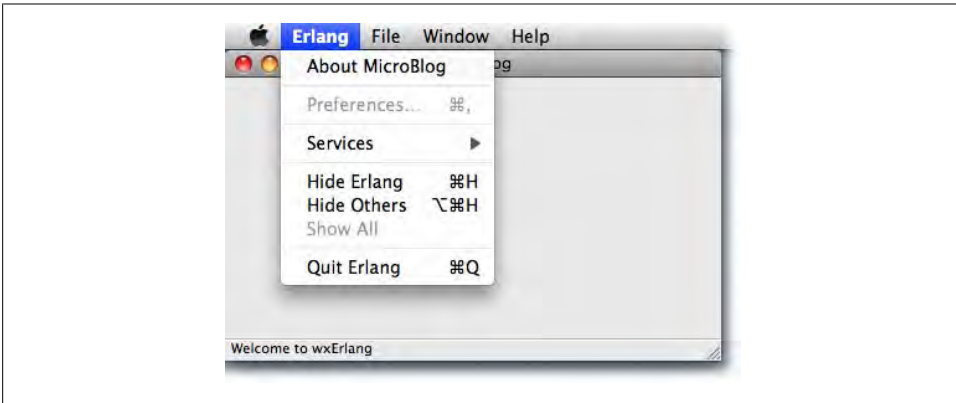 Erlang File Window Help
About MicroBlog
og
Preferences... ⌘,
Services ▶
Hide Erlang ⌘H
Hide Others ⌥⌘H
Show All
Quit Erlang ⌘Q
Welcome to wxErlang